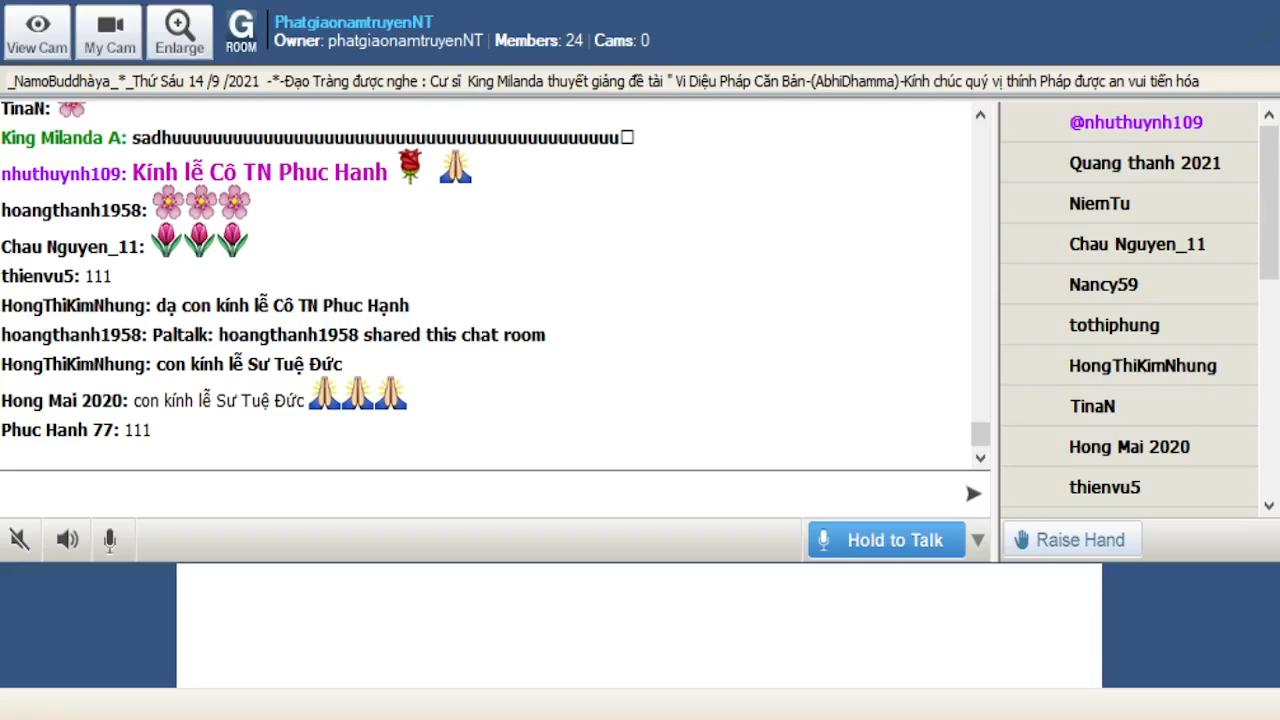 View Cam
My Cam
Enlarge
G
ROOM
PhatgiaonamtruyenNT
Owner: phatgiaonamtruyenNT | Members: 24 | Cams: 0
_NamoBuddhàya_*_Thứ Sáu 14 /9 /2021 -*-Đạo Tràng được nghe : Cư sĩ King Milanda thuyết giảng đề tài " Vi Diệu Pháp Căn Bản-(AbhiDhamma)-Kính chúc quý vị thính Pháp được an vui tiến hóa
TinaN:
King Milanda A: sadhuuuuuuuuuuuuuuuuuuuuuuuuuuuuuuuuuuuuuuuuuuuuuu
nhuthuynh109: Kính lễ Cô TN Phuc Hanh
hoangthanh1958:
Chau Nguyen_11:
thienvu5: 111
HongThiKimNhung: dạ con kính lễ Cô TN Phuc Hạnh
hoangthanh1958: Paltalk: hoangthanh1958 shared this chat room
HongThiKimNhung: con kính lễ Sư Tuệ Đức
Hong Mai 2020: con kính lễ Sư Tuệ Đức
Phuc Hanh 77: 111
@nhuthuynh109
Quang thanh 2021
NiemTu
Chau Nguyen_11
Nancy59
tothiphung
HongThiKimNhung
TinaN
Hong Mai 2020
thienvu5
Hold to Talk
Raise Hand